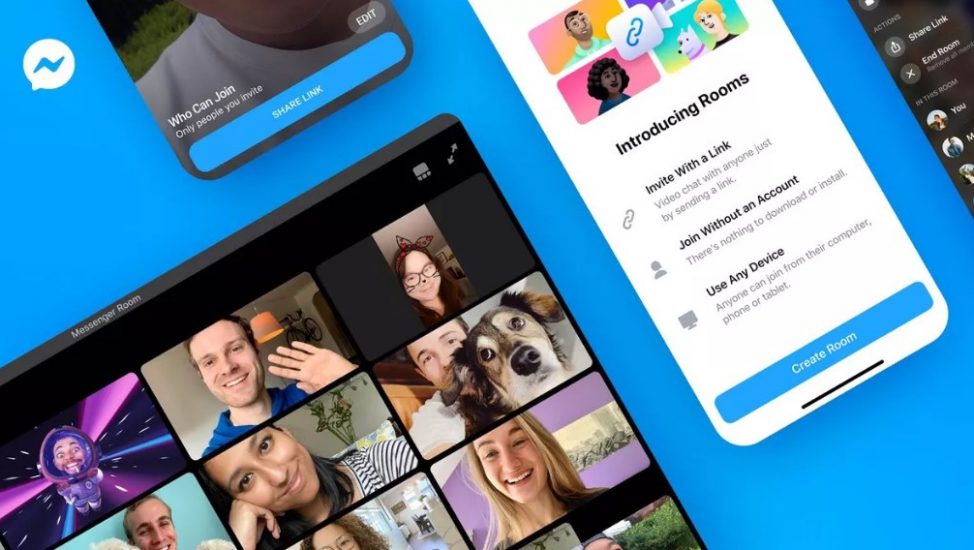 EDIT
Who Can Join
Only people you invite
SHARE LINK
Messenger Room
Introducing Rooms
Invite With a Link
Video chat with anyone just
by sending a link.
Join Without an Account
There's nothing to download or install.
Use Any Device
Anyone can join from their computer,
phone or tablet.
Create Room
ACTIONS
Share Link
End Room
IN THIS ROOM
You